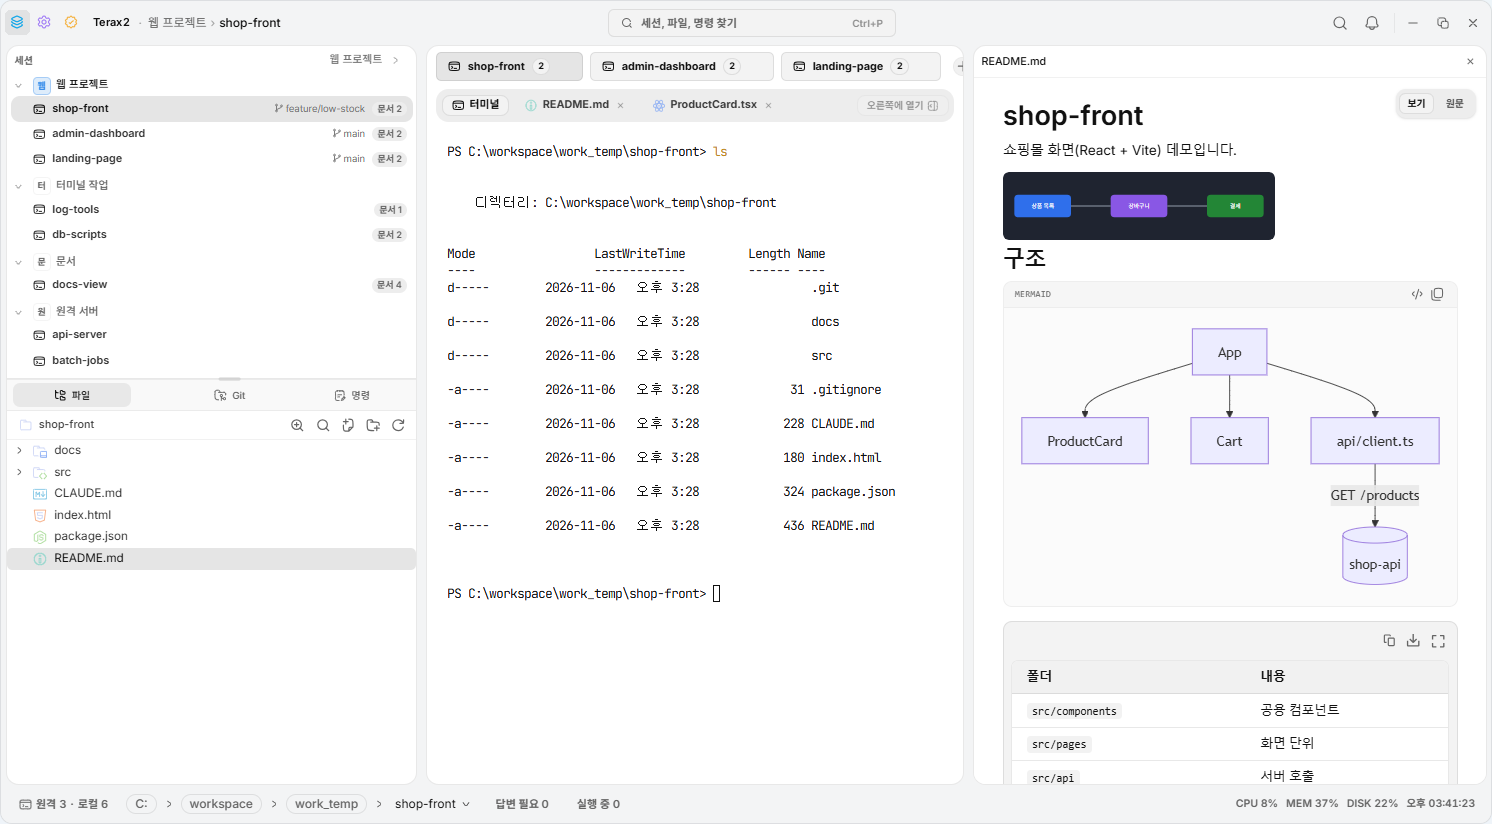 Terax2 · 웹 프로젝트 › shop-front
세션, 파일, 명령 찾기 Ctrl+P
세션 웹 프로젝트
웹 웹 프로젝트
shop-front feature/low-stock 문서 2
admin-dashboard main 문서 2
landing-page main 문서 2
터 터미널 작업
log-tools 문서 1
db-scripts 문서 2
문 문서
docs-view 문서 4
원 원격 서버
api-server
batch-jobs
파일 Git 명령
shop-front
docs
src
CLAUDE.md
index.html
package.json
README.md
shop-front 2 admin-dashboard 2 landing-page 2
터미널 README.md × ProductCard.tsx × 오른쪽에 열기
PS C:\workspace\work_temp\shop-front> ls
디렉터리: C:\workspace\work_temp\shop-front
Mode LastWriteTime Length Name
---- ------------- ------ ----
d----- 2026-11-06 오후 3:28 .git
d----- 2026-11-06 오후 3:28 docs
d----- 2026-11-06 오후 3:28 src
-a---- 2026-11-06 오후 3:28 31 .gitignore
-a---- 2026-11-06 오후 3:28 228 CLAUDE.md
-a---- 2026-11-06 오후 3:28 180 index.html
-a---- 2026-11-06 오후 3:28 324 package.json
-a---- 2026-11-06 오후 3:28 436 README.md
PS C:\workspace\work_temp\shop-front>
README.md
보기 원문
shop-front
쇼핑몰 화면(React + Vite) 데모입니다.
상품 목록 장바구니 결제
구조
MERMAID
App
ProductCard Cart api/client.ts
GET /products
shop-api
폴더 내용
src/components 공용 컴포넌트
src/pages 화면 단위
src/api 서버 호출
원격 3 · 로컬 6 C: › workspace › work_temp › shop-front 답변 필요 0 실행 중 0
CPU 8% MEM 37% DISK 22% 오후 03:41:23